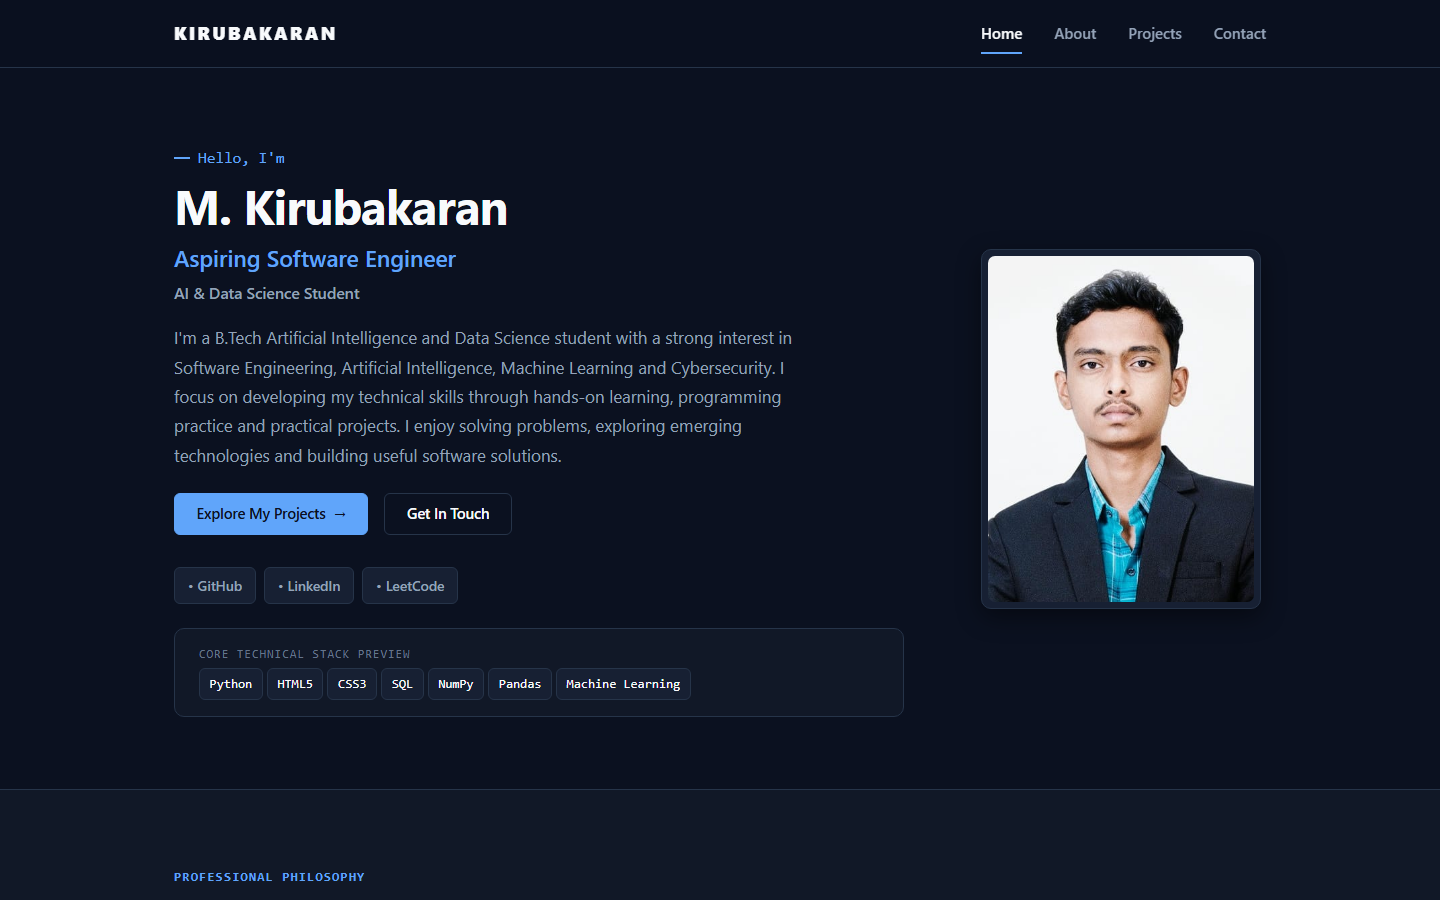 KIRUBAKARAN
Home About Projects Contact
Hello, I'm
M. Kirubakaran
Aspiring Software Engineer
AI & Data Science Student
I'm a B.Tech Artificial Intelligence and Data Science student with a strong interest in
Software Engineering, Artificial Intelligence, Machine Learning and Cybersecurity. I
focus on developing my technical skills through hands-on learning, programming
practice and practical projects. I enjoy solving problems, exploring emerging
technologies and building useful software solutions.
Explore My Projects → Get In Touch
• GitHub • LinkedIn • LeetCode
CORE TECHNICAL STACK PREVIEW
Python HTML5 CSS3 SQL NumPy Pandas Machine Learning
PROFESSIONAL PHILOSOPHY